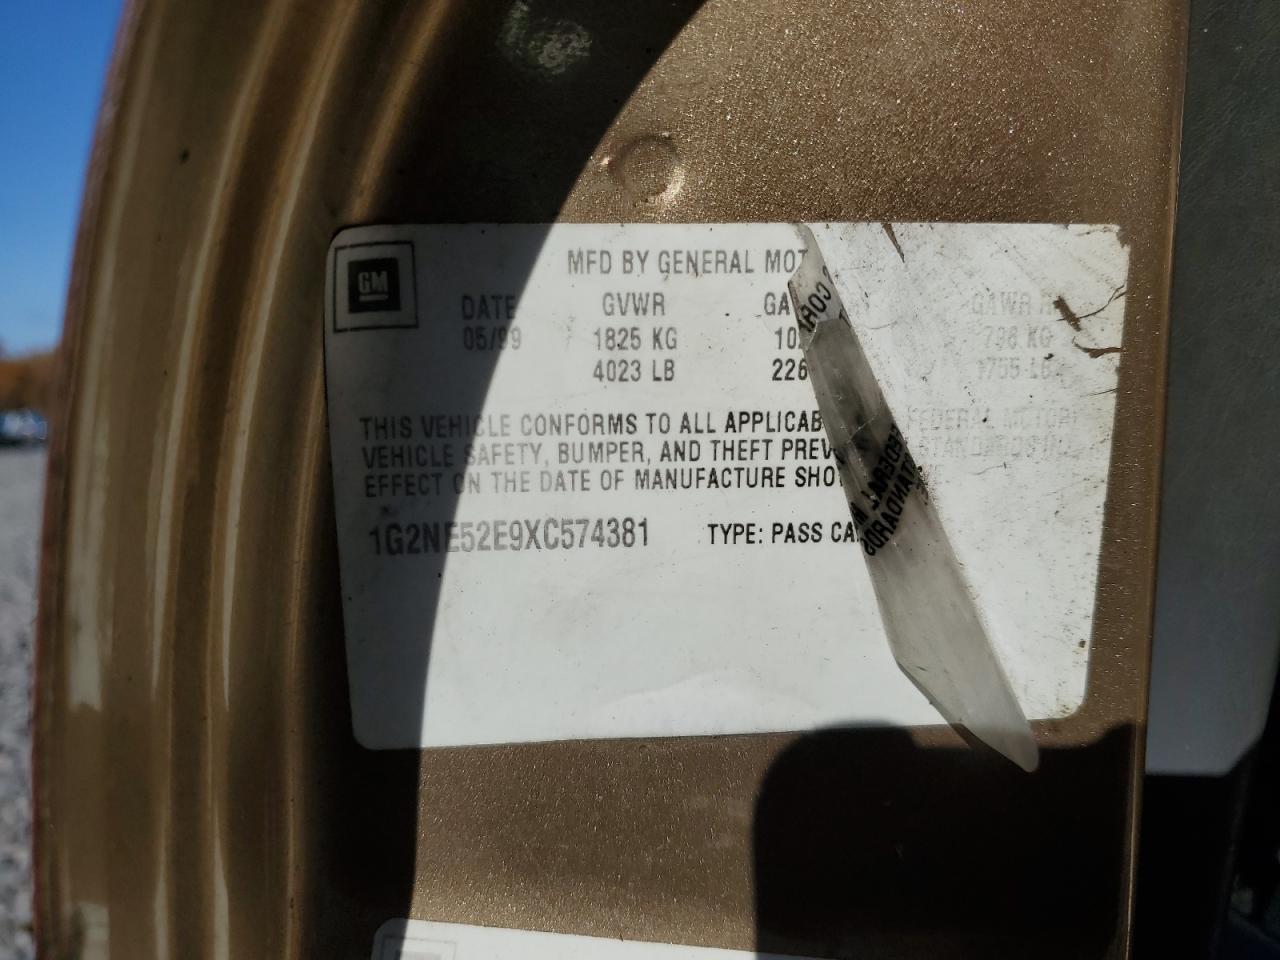 GM
MFD BY GENERAL MOT
DATE GVWR GA GAWR
05/99 1825 KG 10 KG
4023 LB 226 1755 LB
THIS VEHICLE CONFORMS TO ALL APPLICAB FEDERAL MOTOR
VEHICLE SAFETY, BUMPER, AND THEFT PREV STANDARDS IN
EFFECT ON THE DATE OF MANUFACTURE SHO
1G2NE52E9XC574381 TYPE: PASS CA